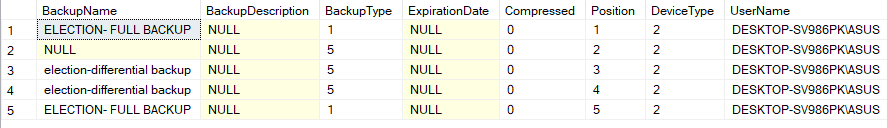 BackupName BackupDescription BackupType ExpirationDate Compressed Position DeviceType UserName
1 ELECTION- FULL BACKUP NULL 1 NULL 0 1 2 DESKTOP-SV986PK\ASUS
2 NULL NULL 5 NULL 0 2 2 DESKTOP-SV986PK\ASUS
3 election-differential backup NULL 5 NULL 0 3 2 DESKTOP-SV986PK\ASUS
4 election-differential backup NULL 5 NULL 0 4 2 DESKTOP-SV986PK\ASUS
5 ELECTION- FULL BACKUP NULL 1 NULL 0 5 2 DESKTOP-SV986PK\ASUS